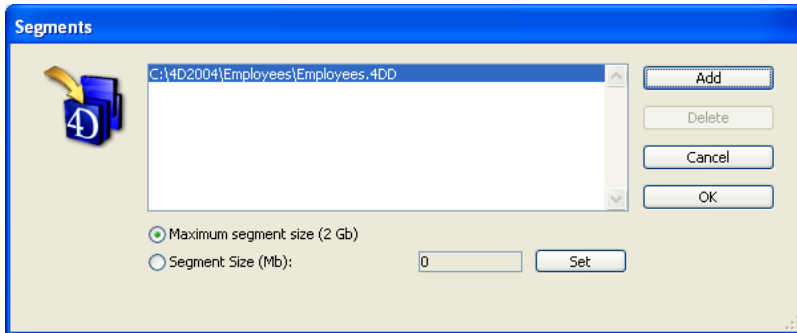 Segments
C:\4D2004\Employees\Employees.4DD
4D
Add
Delete
Cancel
OK
Maximum segment size (2 Gb)
Segment Size (Mb):
0
Set